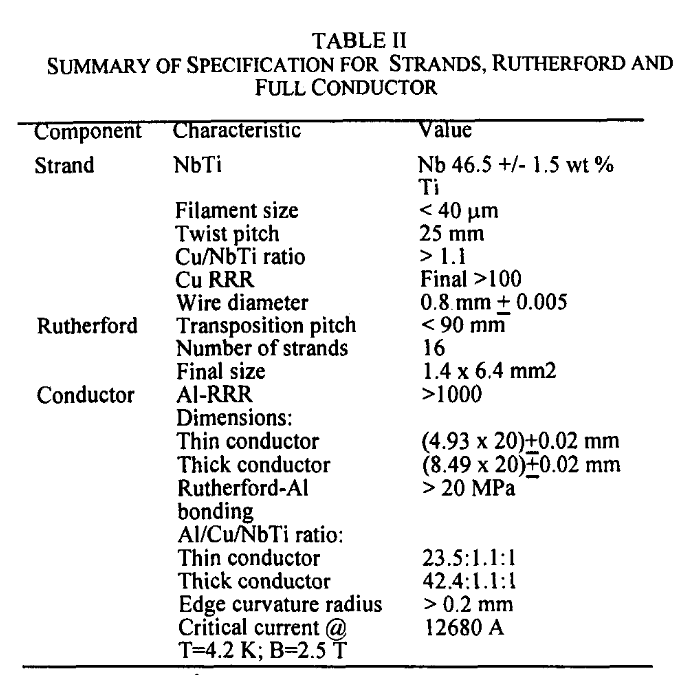 TABLE II
SUMMARY OF SPECIFICATION FOR STRANDS, RUTHERFORD AND
FULL CONDUCTOR
Component Characteristic Value
Strand NbTi Nb 46.5 +/- 1.5 wt %
Ti
Filament size < 40 μm
Twist pitch 25 mm
Cu/NbTi ratio > 1.1
Cu RRR Final >100
Wire diameter 0.8 mm ± 0.005
Rutherford Transposition pitch < 90 mm
Number of strands 16
Final size 1.4 x 6.4 mm2
Conductor Al-RRR >1000
Dimensions:
Thin conductor (4.93 x 20)±0.02 mm
Thick conductor (8.49 x 20)±0.02 mm
Rutherford-Al > 20 MPa
bonding
Al/Cu/NbTi ratio:
Thin conductor 23.5:1.1:1
Thick conductor 42.4:1.1:1
Edge curvature radius > 0.2 mm
Critical current @ 12680 A
T=4.2 K; B=2.5 T